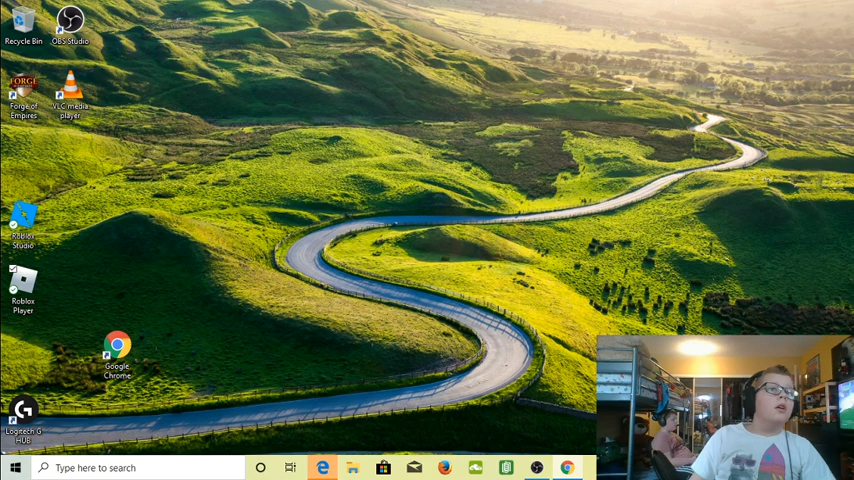 Recycle Bin
OBS Studio
FORGE
Forge of
Empires
VLC media
player
Roblox
Studio
Roblox
Player
Google
Chrome
Logitech G
HUB
Type here to search